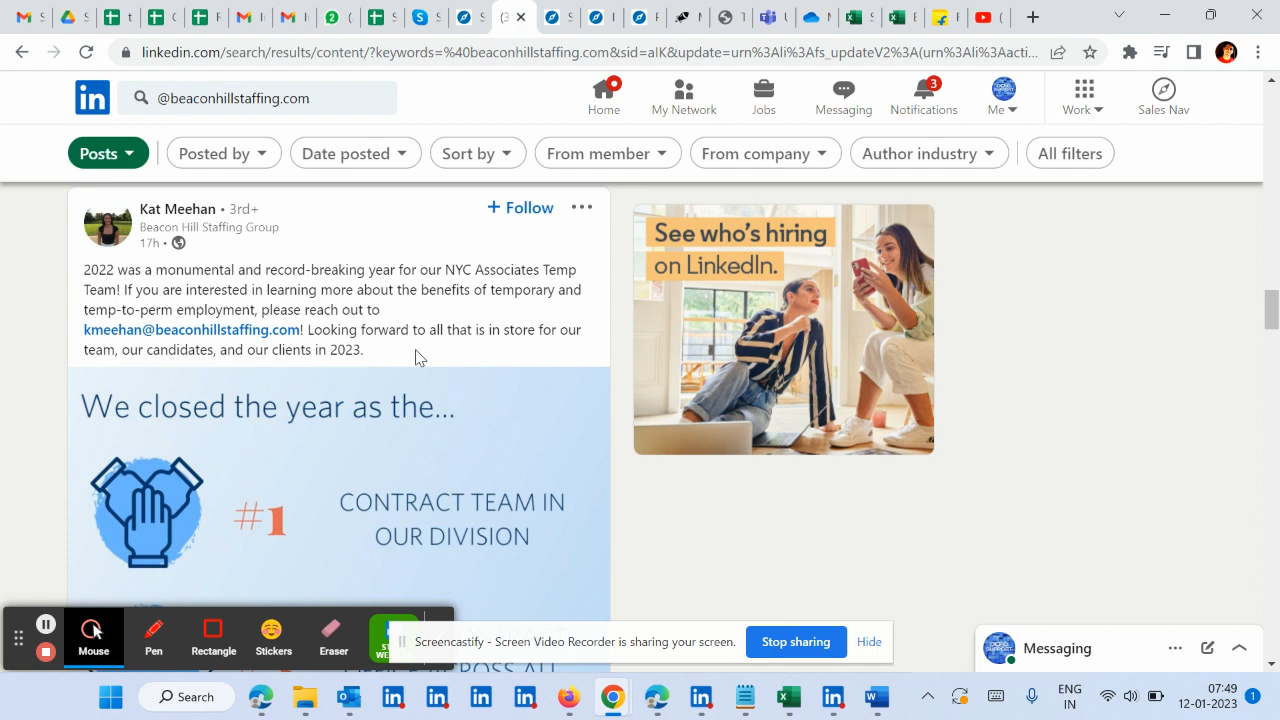 linkedin.com/search/results/content/?keywords=%40beaconhillstaffing.com&sid=aIK&update=urn%3Ali%3Afs_updateV2%3A(urn%3Ali%3Aacti...
in
@beaconhillstaffing.com
Home
My Network
Jobs
Messaging
3
Notifications
Me
Work
Sales Nav
Posts
Posted by
Date posted
Sort by
From member
From company
Author industry
All filters
Kat Meehan • 3rd+
Beacon Hill Staffing Group
17h •
+ Follow
2022 was a monumental and record-breaking year for our NYC Associates Temp
Team! If you are interested in learning more about the benefits of temporary and
temp-to-perm employment, please reach out to
kmeehan@beaconhillstaffing.com! Looking forward to all that is in store for our
team, our candidates, and our clients in 2023.
See who's hiring
on LinkedIn.
We closed the year as the...
#1
CONTRACT TEAM IN
OUR DIVISION
Mouse
Pen
Rectangle
Stickers
Eraser
Screencastify - Screen Video Recorder is sharing your screen.
Stop sharing
Hide
Messaging
Search
ENG
IN
07:49
12-01-2023
1